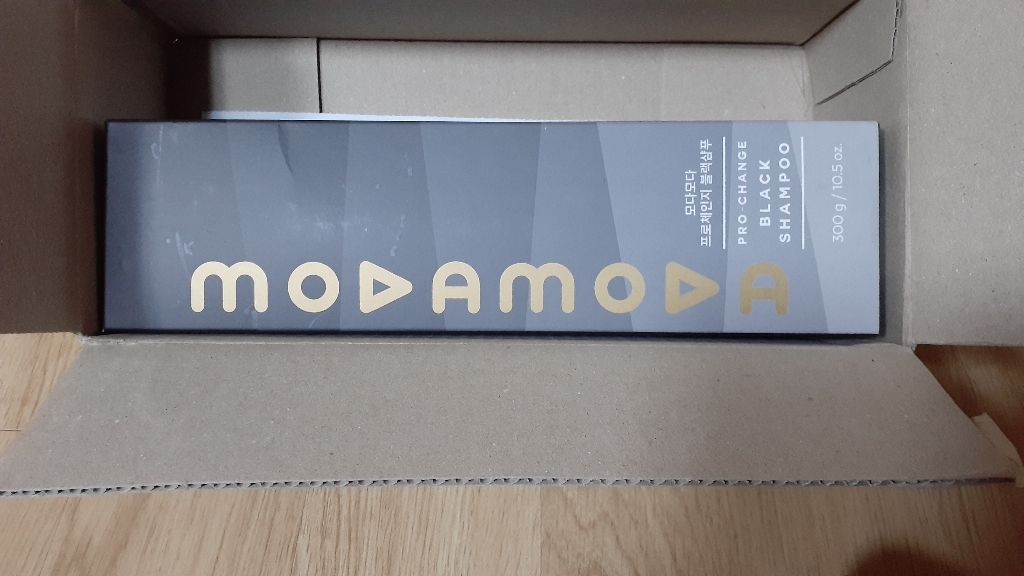 MODAMODA
모다모다
프로체인지 블랙샴푸
PRO-CHANGE
BLACK
SHAMPOO
300 g / 10.5 oz.